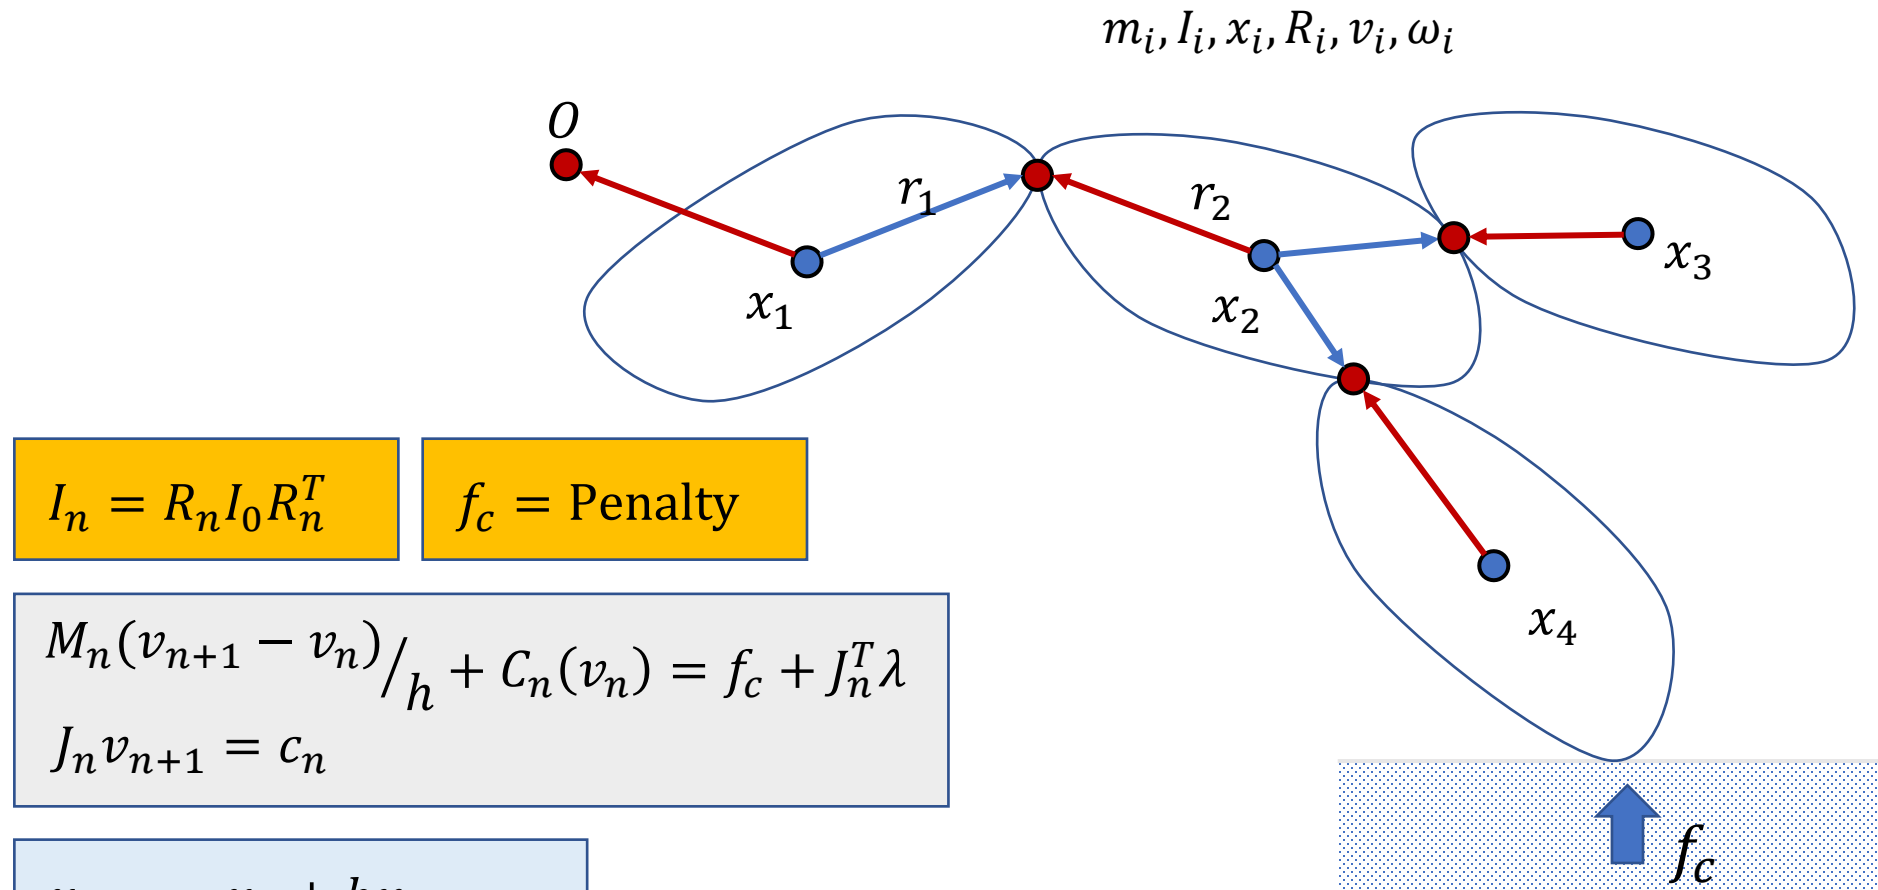 m_i, I_i, x_i, R_i, v_i, ω_i
O
r_1
r_2
x_1
x_2
x_3
x_4
I_n = R_n I_0 R_n^T
f_c = Penalty
M_n(v_{n+1} − v_n)/h + C_n(v_n) = f_c + J_n^T λ
J_n v_{n+1} = c_n
f_c